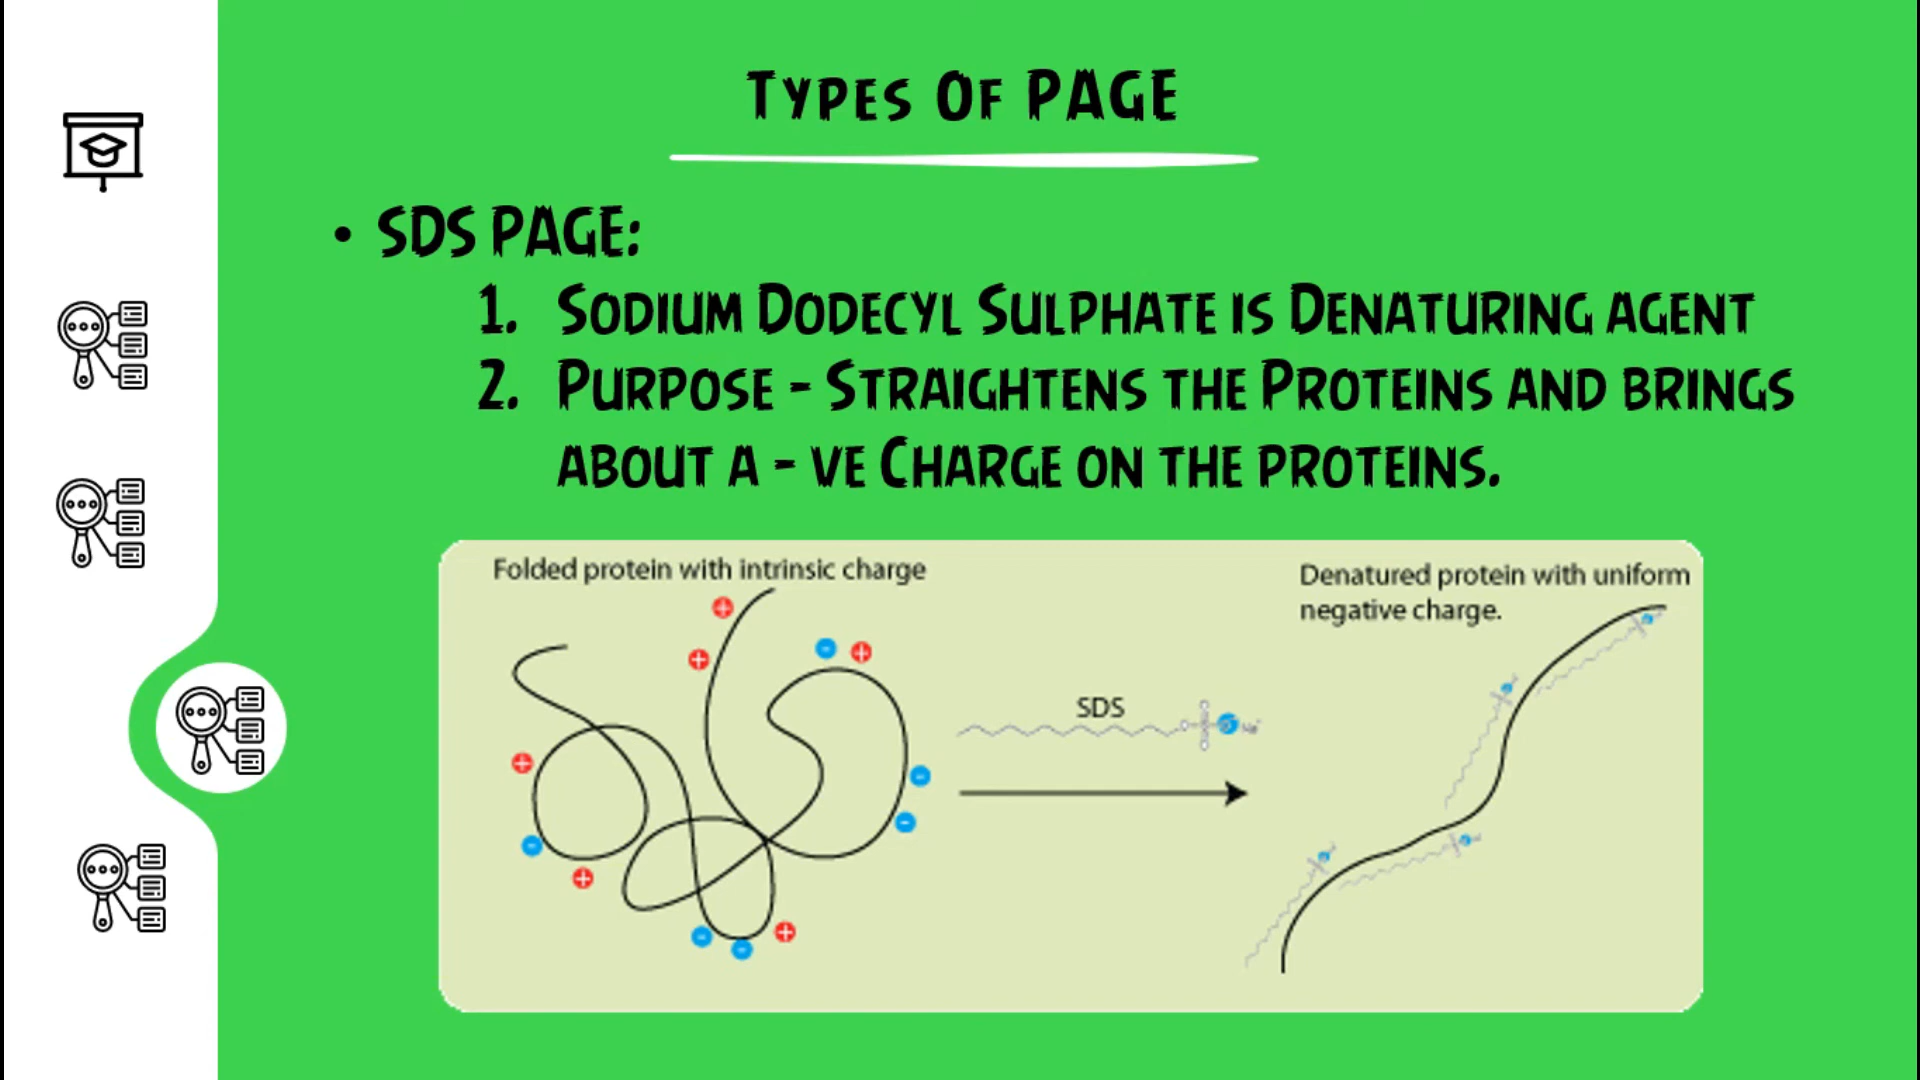 Types Of PAGE
• SDS PAGE:
1. Sodium Dodecyl Sulphate is Denaturing agent
2. Purpose - Straightens the Proteins and brings
about a - ve Charge on the proteins.
Folded protein with intrinsic charge
Denatured protein with uniform
negative charge.
SDS